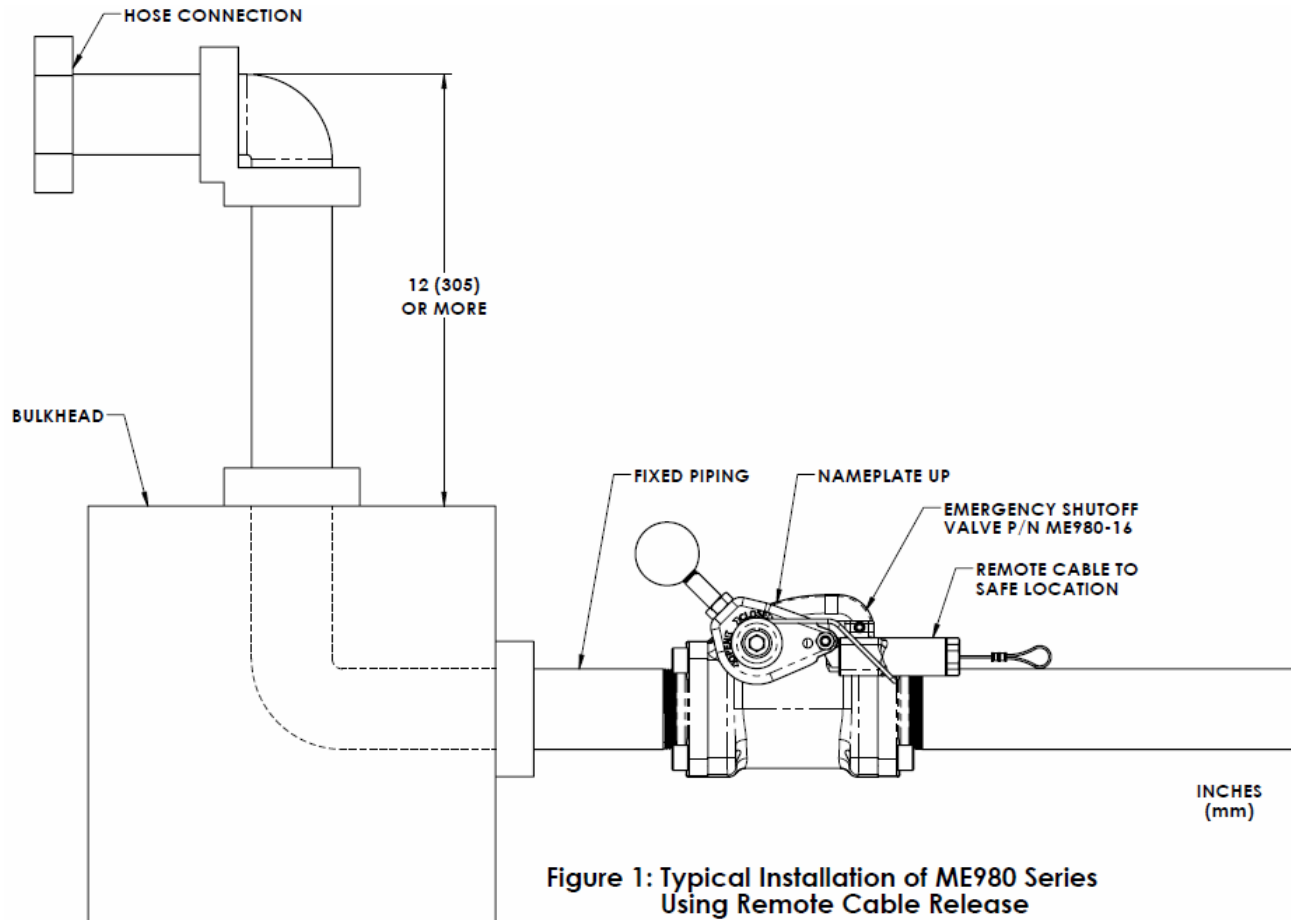 HOSE CONNECTION
12 (305)
OR MORE
BULKHEAD
FIXED PIPING
NAMEPLATE UP
EMERGENCY SHUTOFF
VALVE P/N ME980-16
REMOTE CABLE TO
SAFE LOCATION
INCHES
(mm)
Figure 1: Typical Installation of ME980 Series
Using Remote Cable Release